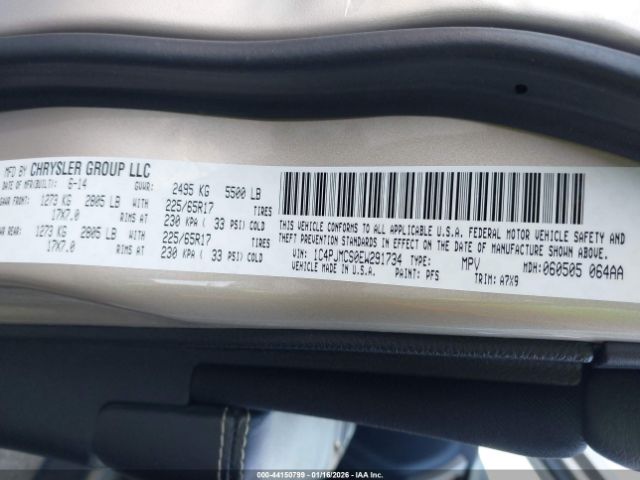 MFD BY CHRYSLER GROUP LLC
DATE OF MFR(BUILT): 6-14 GVWR: 2495 KG 5500 LB
GAWR FRONT: 1273 KG 2805 LB WITH 225/65R17 TIRES
17X7.0 RIMS AT 230 KPA ( 33 PSI) COLD
GAWR REAR: 1273 KG 2805 LB WITH 225/65R17 TIRES
17X7.0 RIMS AT 230 KPA ( 33 PSI) COLD
THIS VEHICLE CONFORMS TO ALL APPLICABLE U.S.A. FEDERAL MOTOR VEHICLE SAFETY AND
THEFT PREVENTION STANDARDS IN EFFECT ON THE DATE OF MANUFACTURE SHOWN ABOVE.
VIN: 1C4PJMCS0EW291734 TYPE: MPV MDH: 060505 064AA
VEHICLE MADE IN U.S.A. PAINT: PFS TRIM: A7X9
000-44150799 - 01/16/2026 - IAA Inc.